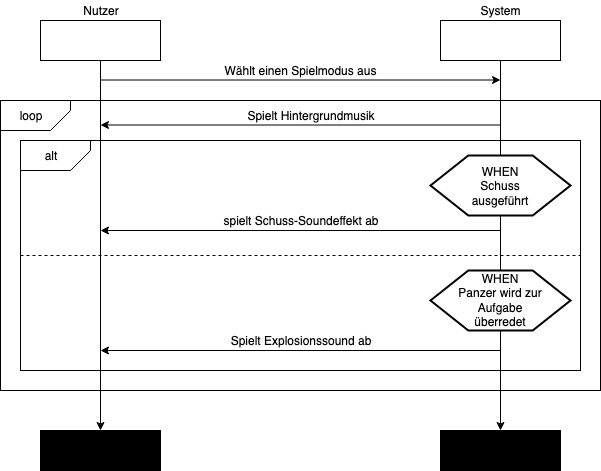 Nutzer
System
Wählt einen Spielmodus aus
loop
Spielt Hintergrundmusik
alt
WHEN
Schuss
ausgeführt
spielt Schuss-Soundeffekt ab
WHEN
Panzer wird zur
Aufgabe
überredet
Spielt Explosionssound ab